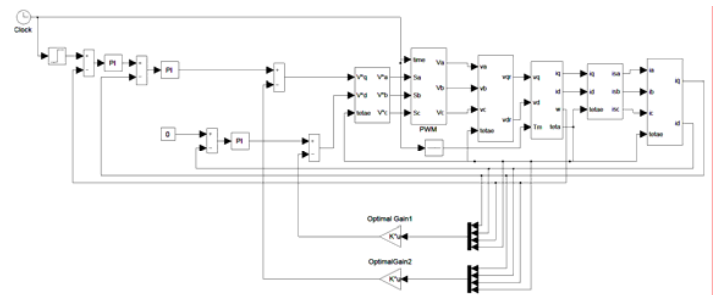 Clock
PI
PI
0
PI
V*q
V*d
tetae
V*a
V*b
V*c
time
Sa
Sb
Sc
Va
Vb
Vc
PWM
va
vb
vc
tetae
vqr
vdr
vq
vd
Tm
iq
id
w
teta
iq
id
tetae
isa
ia
ib
ic
tetae
iq
id
Optimal Gain1
K*u
OptimalGain2
K*u